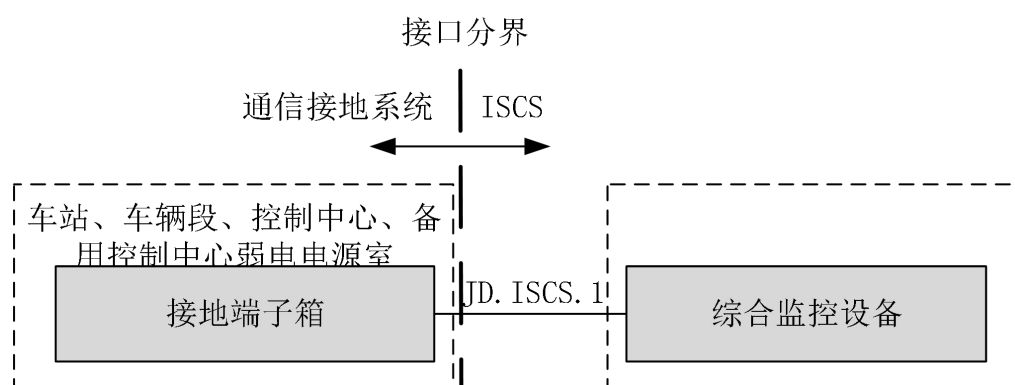 接口分界
通信接地系统 ISCS
车站、车辆段、控制中心、备
用控制中心弱电电源室
JD.ISCS.1
接地端子箱
综合监控设备